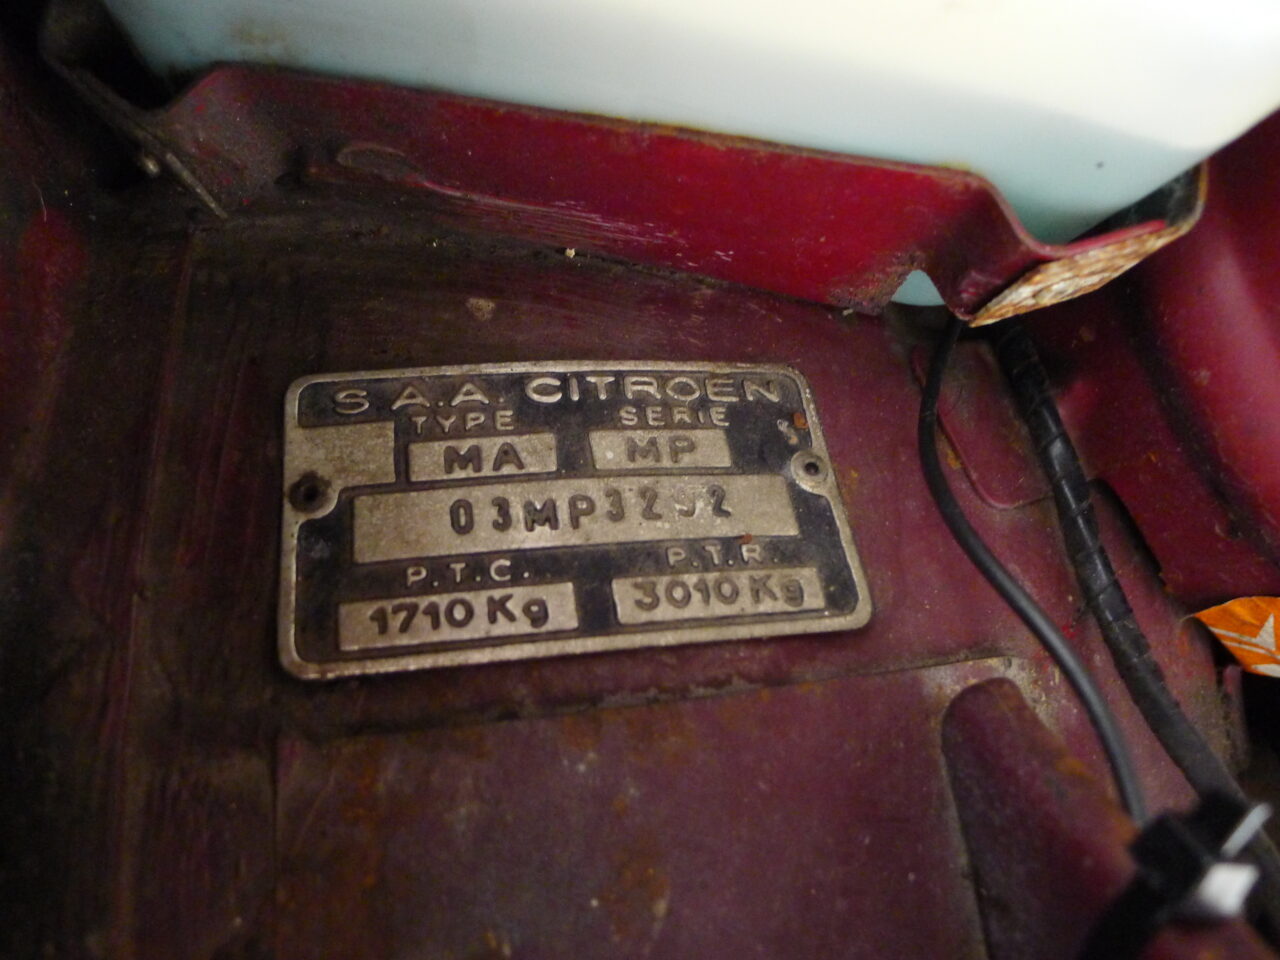 S.A.A. CITROEN
TYPE SERIE
MA MP
03MP3292
P.T.C. P.T.R.
1710 Kg 3010 Kg